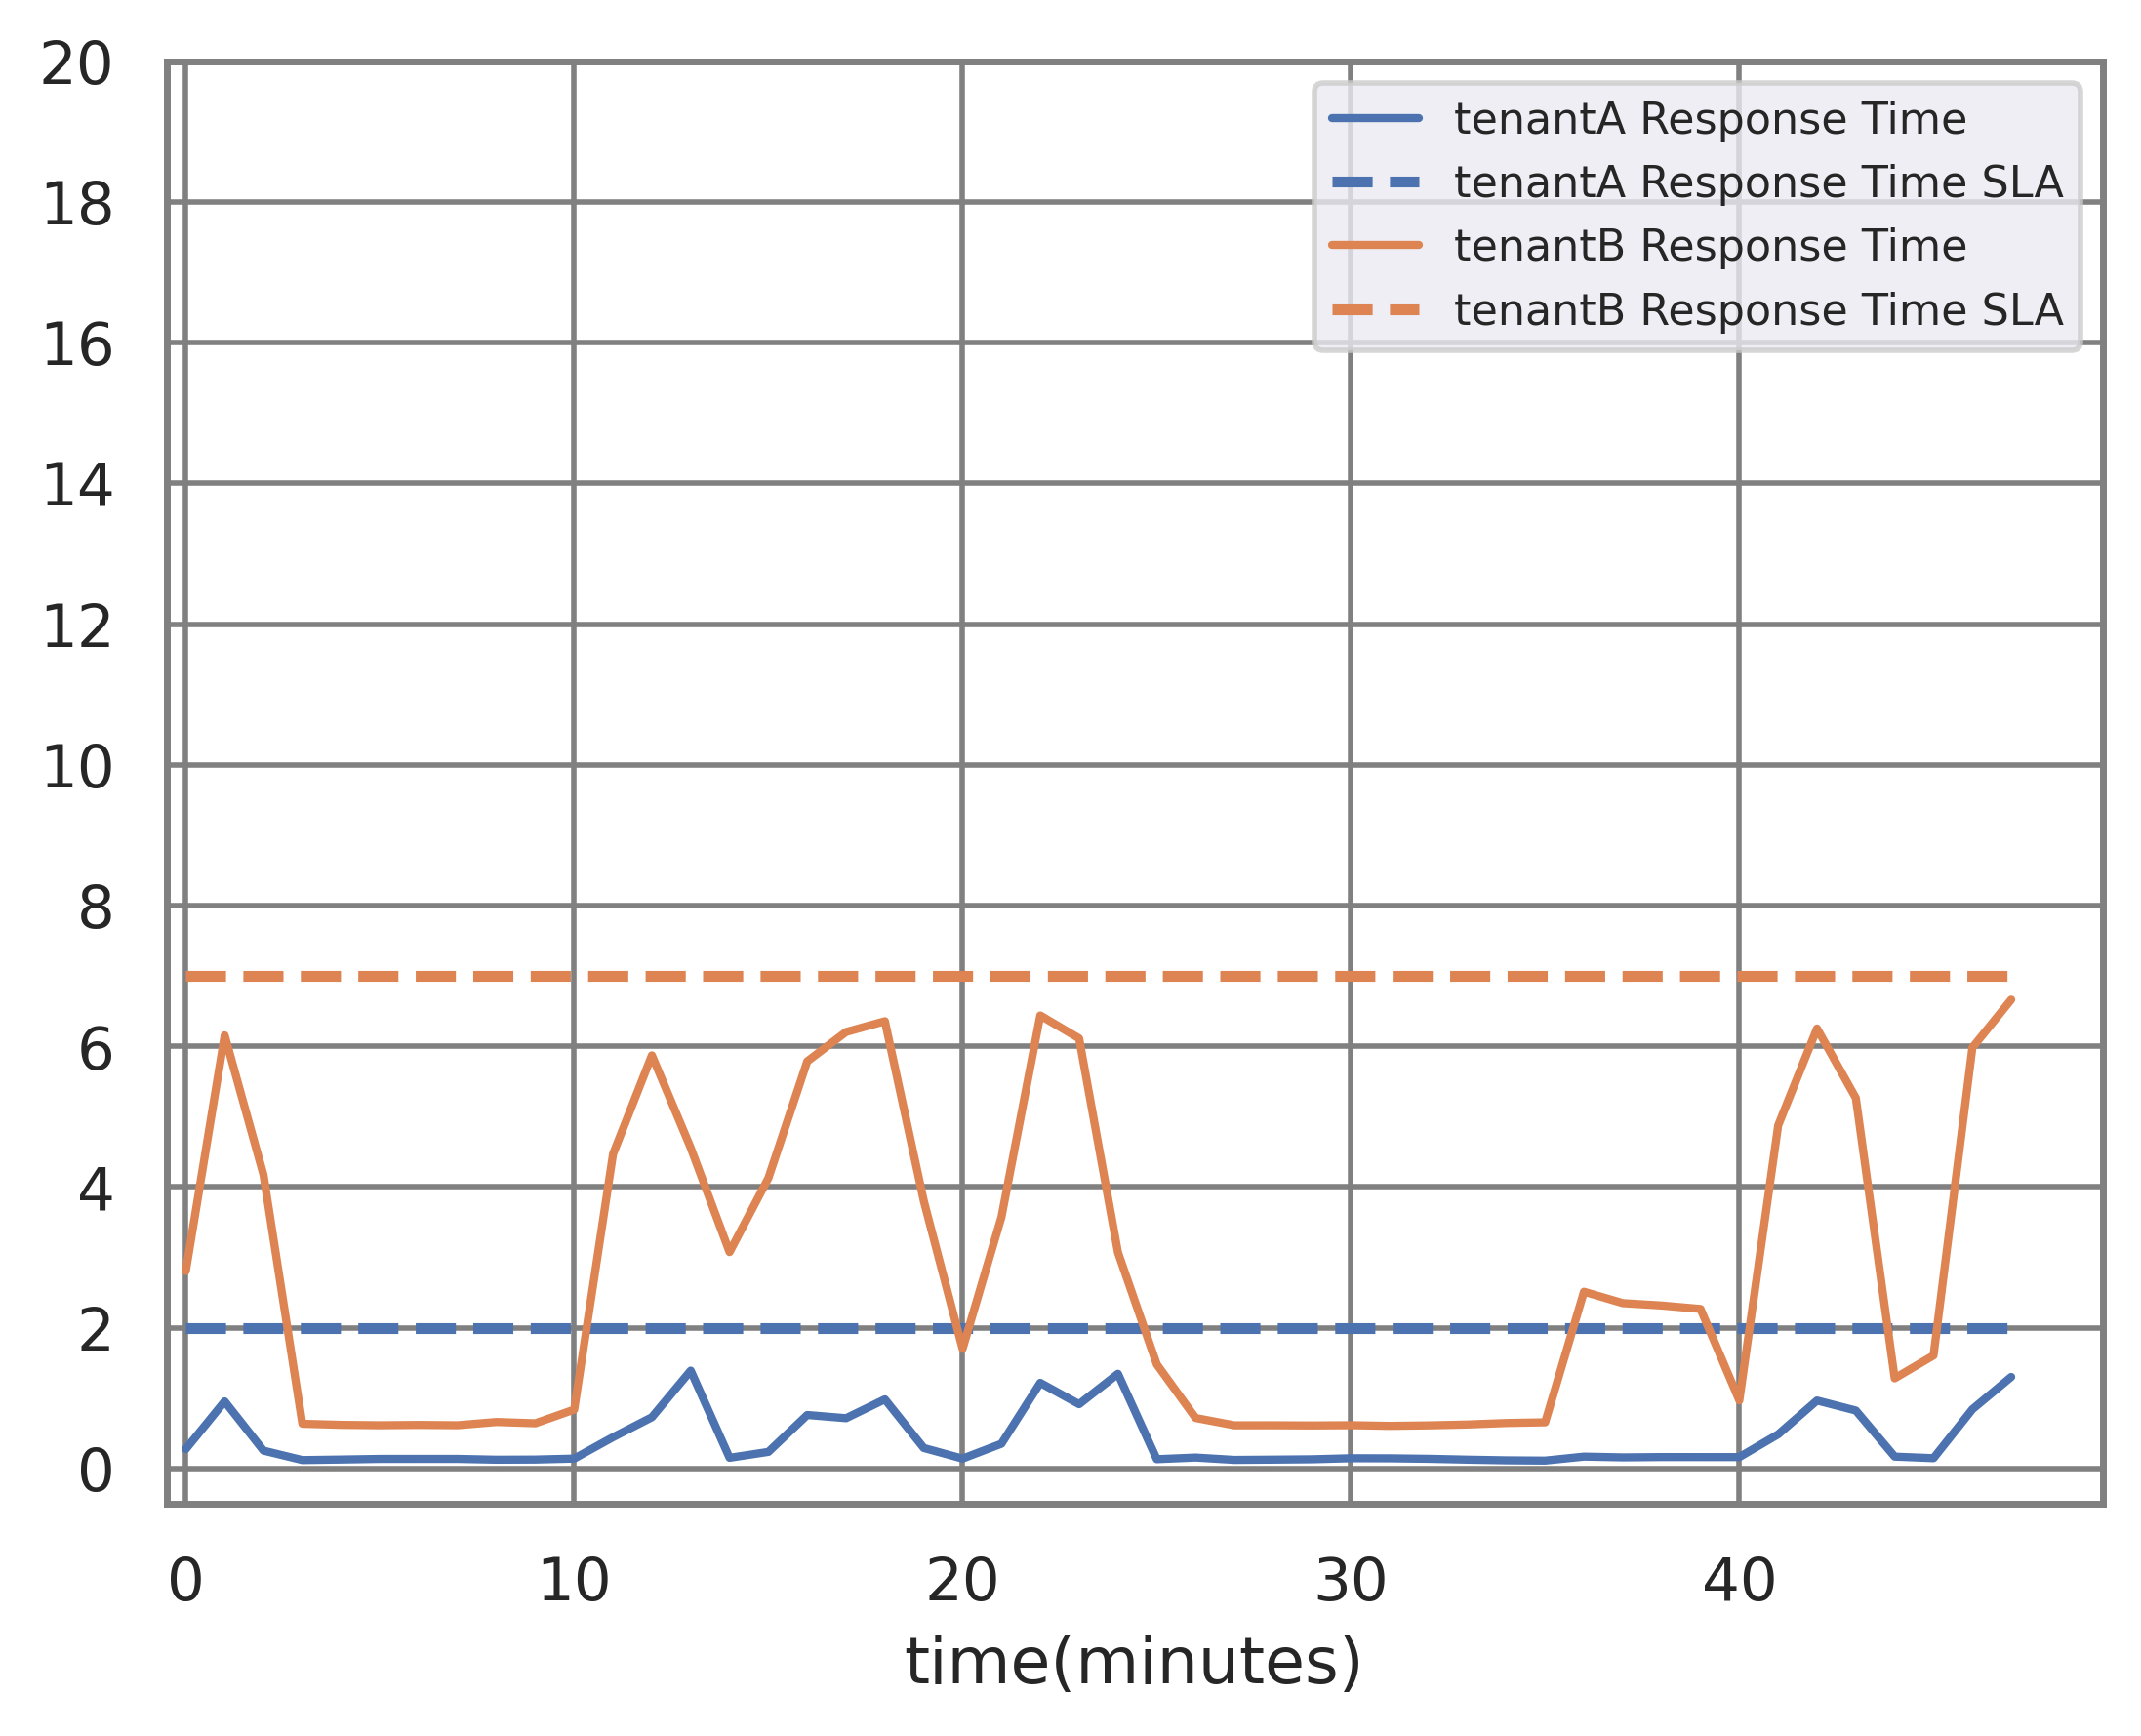 20
18
16
14
12
10
8
6
4
2
0
tenantA Response Time
tenantA Response Time SLA
tenantB Response Time
tenantB Response Time SLA
0 10 20 30 40
time(minutes)